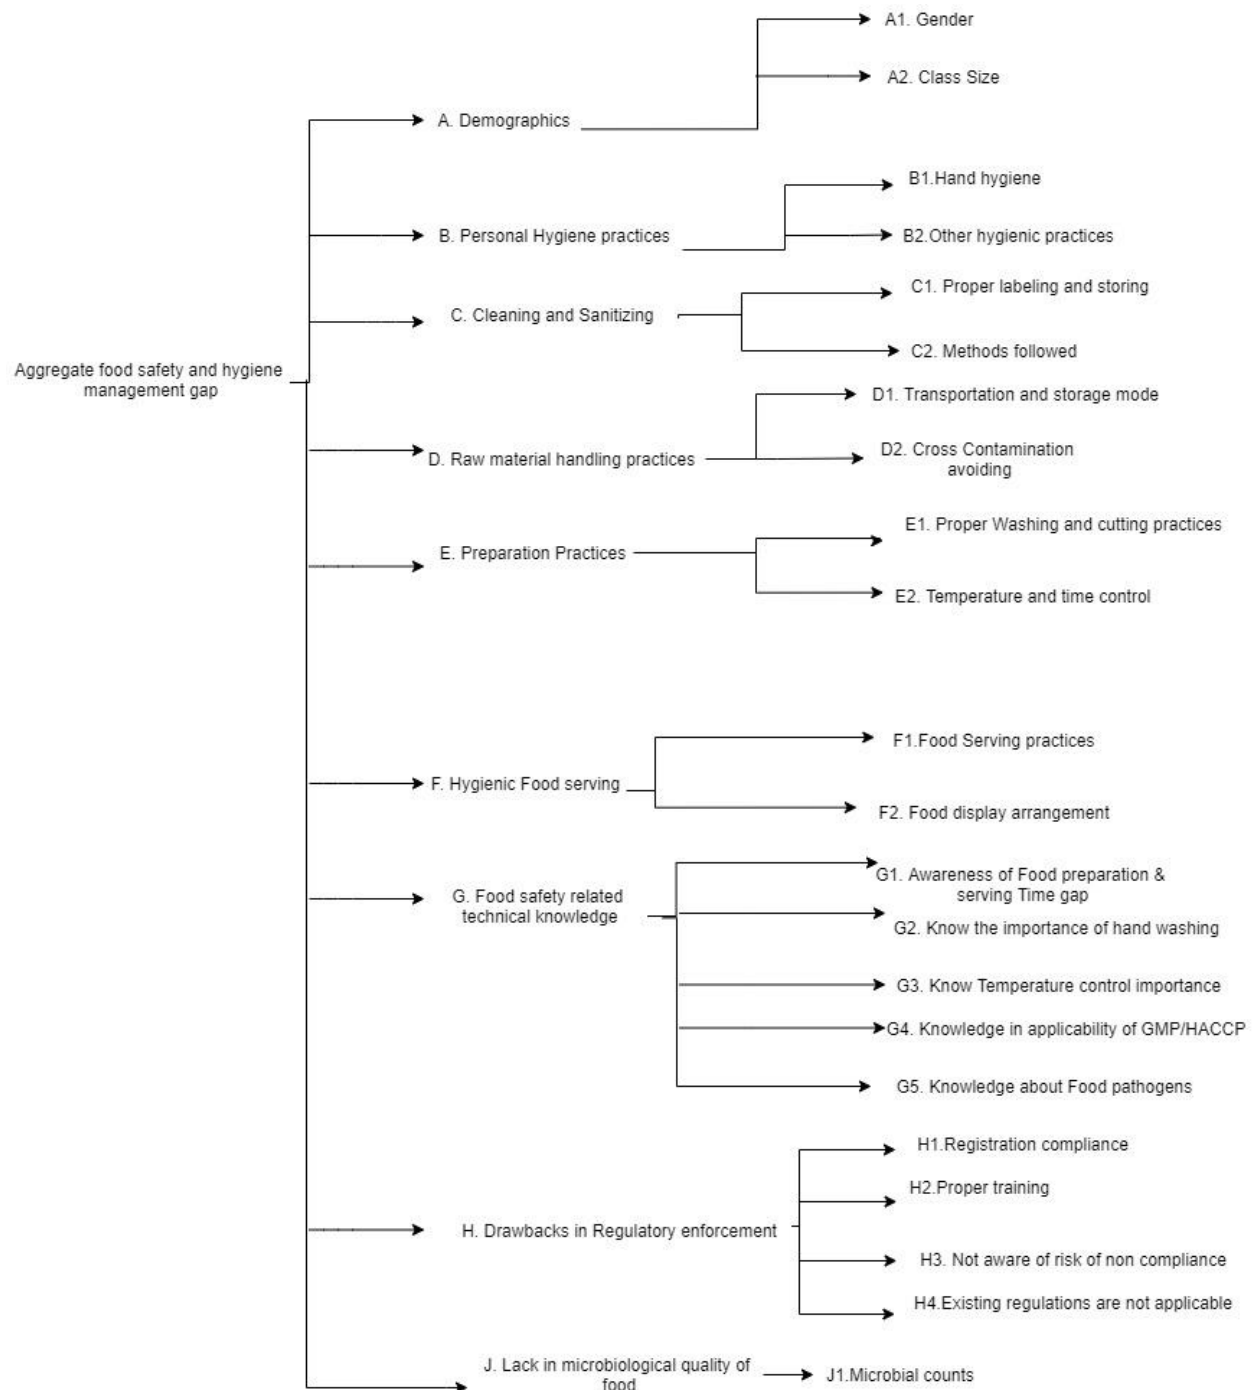 A1. Gender
A2. Class Size
A. Demographics
B1.Hand hygiene
B. Personal Hygiene practices
B2.Other hygienic practices
C1. Proper labeling and storing
C. Cleaning and Sanitizing
C2. Methods followed
Aggregate food safety and hygiene
management gap
D1. Transportation and storage mode
D. Raw material handling practices
D2. Cross Contamination
avoiding
E1. Proper Washing and cutting practices
E. Preparation Practices
E2. Temperature and time control
F1.Food Serving practices
F. Hygienic Food serving
F2. Food display arrangement
G1. Awareness of Food preparation &
serving Time gap
G. Food safety related
technical knowledge
G2. Know the importance of hand washing
G3. Know Temperature control importance
G4. Knowledge in applicability of GMP/HACCP
G5. Knowledge about Food pathogens
H1.Registration compliance
H2.Proper training
H. Drawbacks in Regulatory enforcement
H3. Not aware of risk of non compliance
H4.Existing regulations are not applicable
J. Lack in microbiological quality of
food
J1.Microbial counts